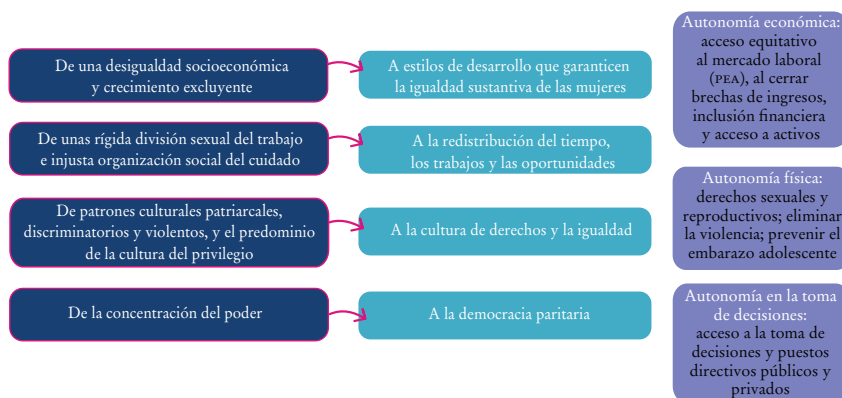 De una desigualdad socioeconómica
y crecimiento excluyente
A estilos de desarrollo que garanticen
la igualdad sustantiva de las mujeres
De unas rígida división sexual del trabajo
e injusta organización social del cuidado
A la redistribución del tiempo,
los trabajos y las oportunidades
De patrones culturales patriarcales,
discriminatorios y violentos, y el predominio
de la cultura del privilegio
A la cultura de derechos y la igualdad
De la concentración del poder
A la democracia paritaria
Autonomía económica:
acceso equitativo
al mercado laboral
(PEA), al cerrar
brechas de ingresos,
inclusión financiera
y acceso a activos
Autonomía física:
derechos sexuales y
reproductivos; eliminar
la violencia; prevenir el
embarazo adolescente
Autonomía en la toma
de decisiones:
acceso a la toma de
decisiones y puestos
directivos públicos y
privados